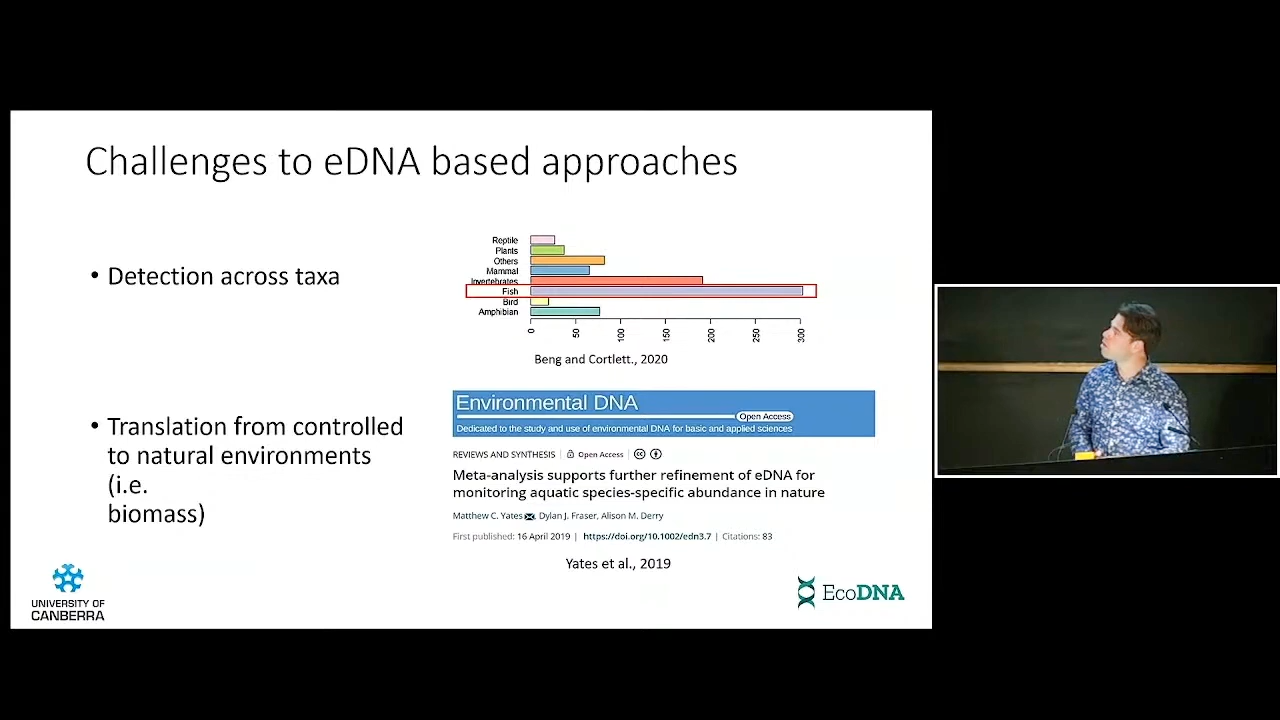 Challenges to eDNA based approaches
• Detection across taxa
Reptile
Plants
Others
Mammal
Invertebrates
Fish
Bird
Amphibian
0 50 100 150 200 250 300
Beng and Cortlett., 2020
• Translation from controlled
to natural environments
(i.e.
biomass)
Environmental DNA
Open Access
Dedicated to the study and use of environmental DNA for basic and applied sciences
REVIEWS AND SYNTHESIS | Open Access |
Meta-analysis supports further refinement of eDNA for
monitoring aquatic species-specific abundance in nature
Matthew C. Yates, Dylan J. Fraser, Alison M. Derry
First published: 16 April 2019 | https://doi.org/10.1002/edn3.7 | Citations: 83
Yates et al., 2019
UNIVERSITY OF
CANBERRA
EcoDNA